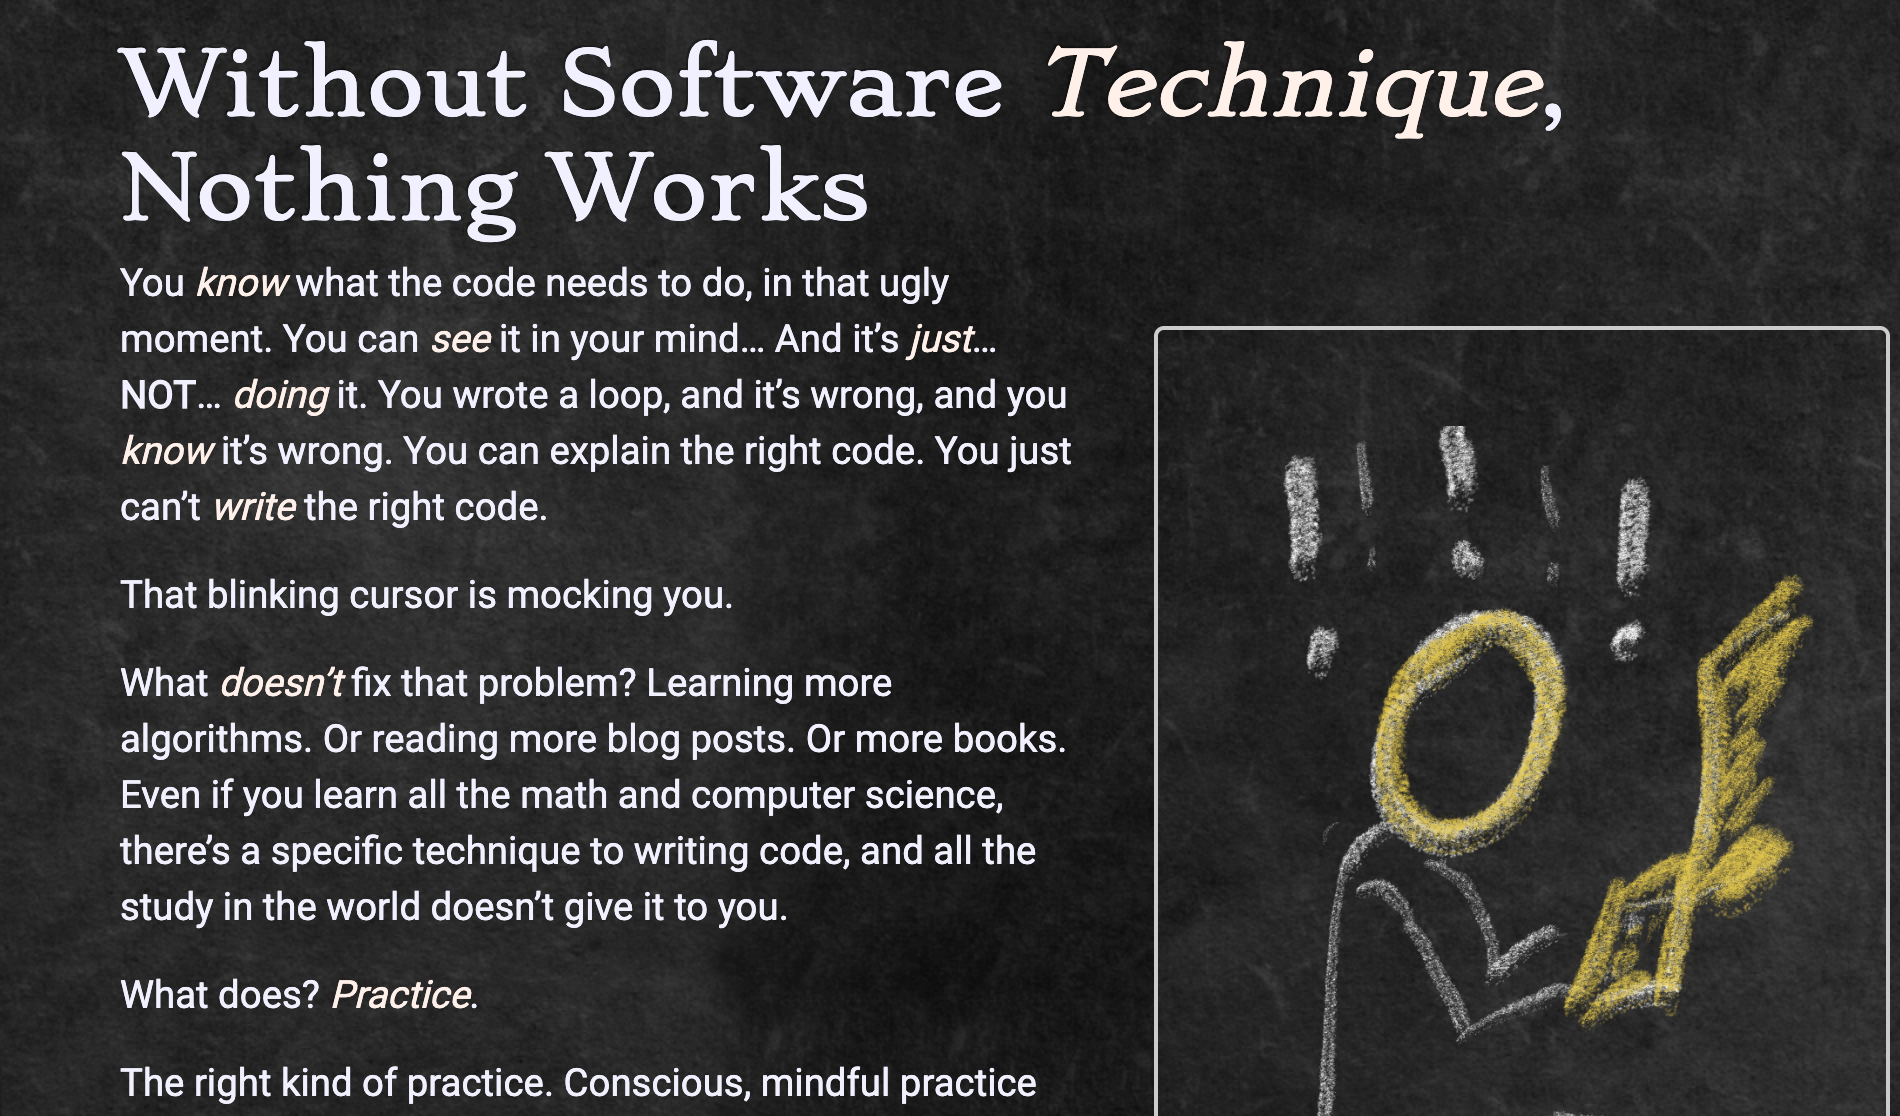 Without Software Technique,
Nothing Works
You know what the code needs to do, in that ugly
moment. You can see it in your mind… And it’s just…
NOT… doing it. You wrote a loop, and it’s wrong, and you
know it’s wrong. You can explain the right code. You just
can’t write the right code.
That blinking cursor is mocking you.
What doesn’t fix that problem? Learning more
algorithms. Or reading more blog posts. Or more books.
Even if you learn all the math and computer science,
there’s a specific technique to writing code, and all the
study in the world doesn’t give it to you.
What does? Practice.
The right kind of practice. Conscious, mindful practice